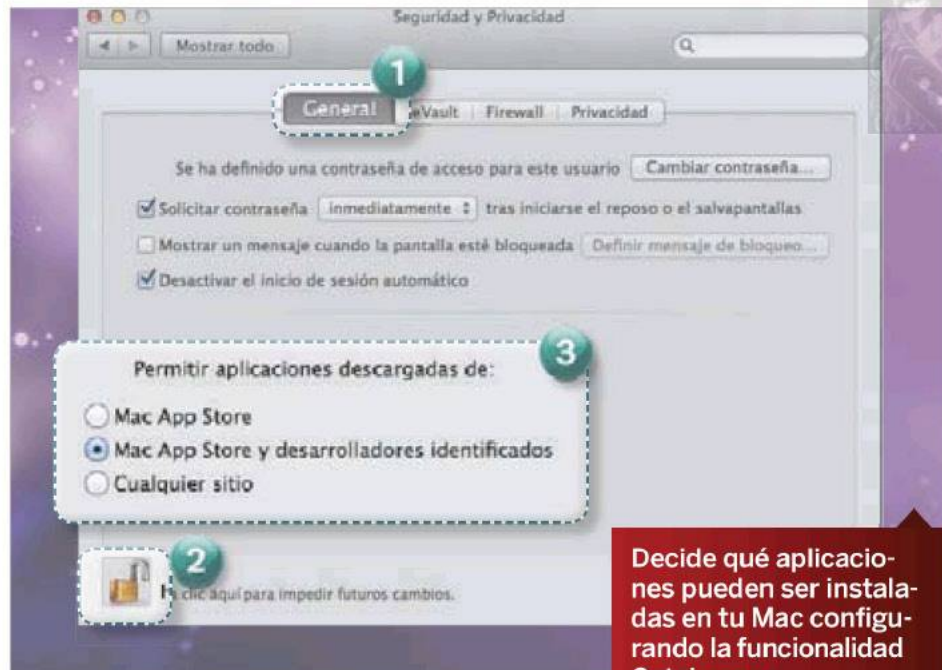 Seguridad y Privacidad
Mostrar todo
1
General
eVault
Firewall
Privacidad
Se ha definido una contraseña de acceso para este usuario
Cambiar contraseña...
Solicitar contraseña
inmediatamente
tras iniciarse el reposo o el salvapantallas
Mostrar un mensaje cuando la pantalla esté bloqueada
Definir mensaje de bloqueo...
Desactivar el inicio de sesión automático
3
Permitir aplicaciones descargadas de:
Mac App Store
Mac App Store y desarrolladores identificados
Cualquier sitio
2
clic aquí para impedir futuros cambios.
Decide qué aplicacio-
nes pueden ser instala-
das en tu Mac configu-
rando la funcionalidad